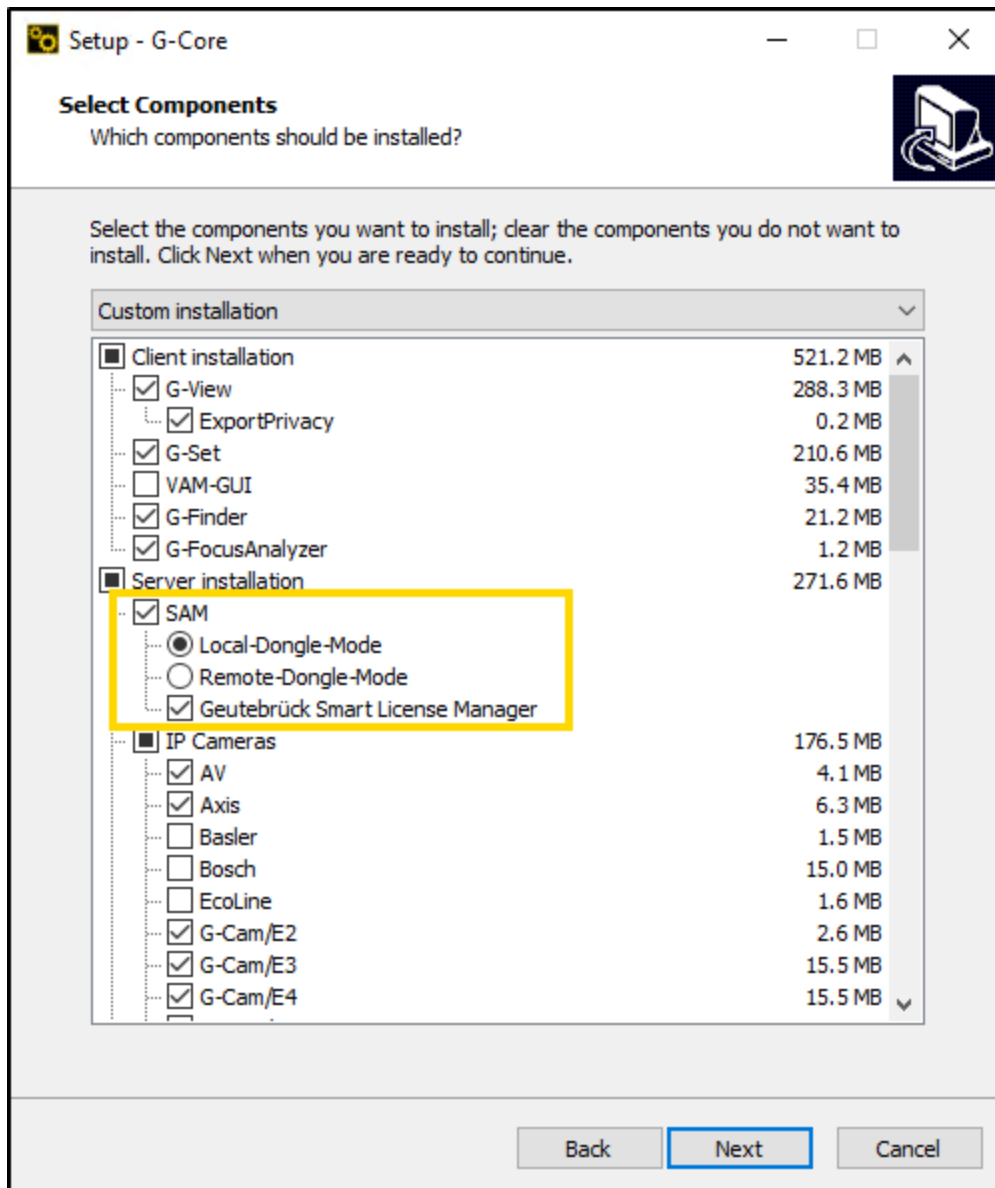 Setup - G-Core
Select Components
Which components should be installed?
Select the components you want to install; clear the components you do not want to
install. Click Next when you are ready to continue.
Custom installation
Client installation 521.2 MB
G-View 288.3 MB
ExportPrivacy 0.2 MB
G-Set 210.6 MB
VAM-GUI 35.4 MB
G-Finder 21.2 MB
G-FocusAnalyzer 1.2 MB
Server installation 271.6 MB
SAM
Local-Dongle-Mode
Remote-Dongle-Mode
Geutebrück Smart License Manager
IP Cameras 176.5 MB
AV 4.1 MB
Axis 6.3 MB
Basler 1.5 MB
Bosch 15.0 MB
EcoLine 1.6 MB
G-Cam/E2 2.6 MB
G-Cam/E3 15.5 MB
G-Cam/E4 15.5 MB
Back Next Cancel